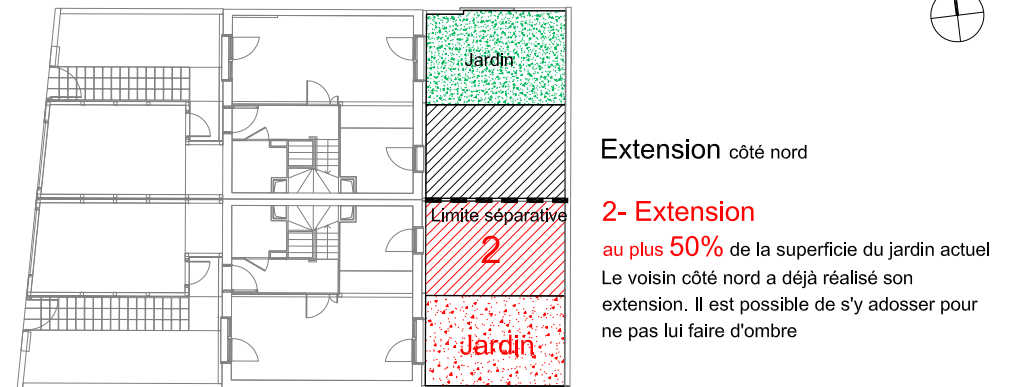 Jardin
Limite séparative
2
Jardin
Extension côté nord
2- Extension
au plus 50% de la superficie du jardin actuel
Le voisin côté nord a déjà réalisé son
extension. Il est possible de s'y adosser pour
ne pas lui faire d'ombre